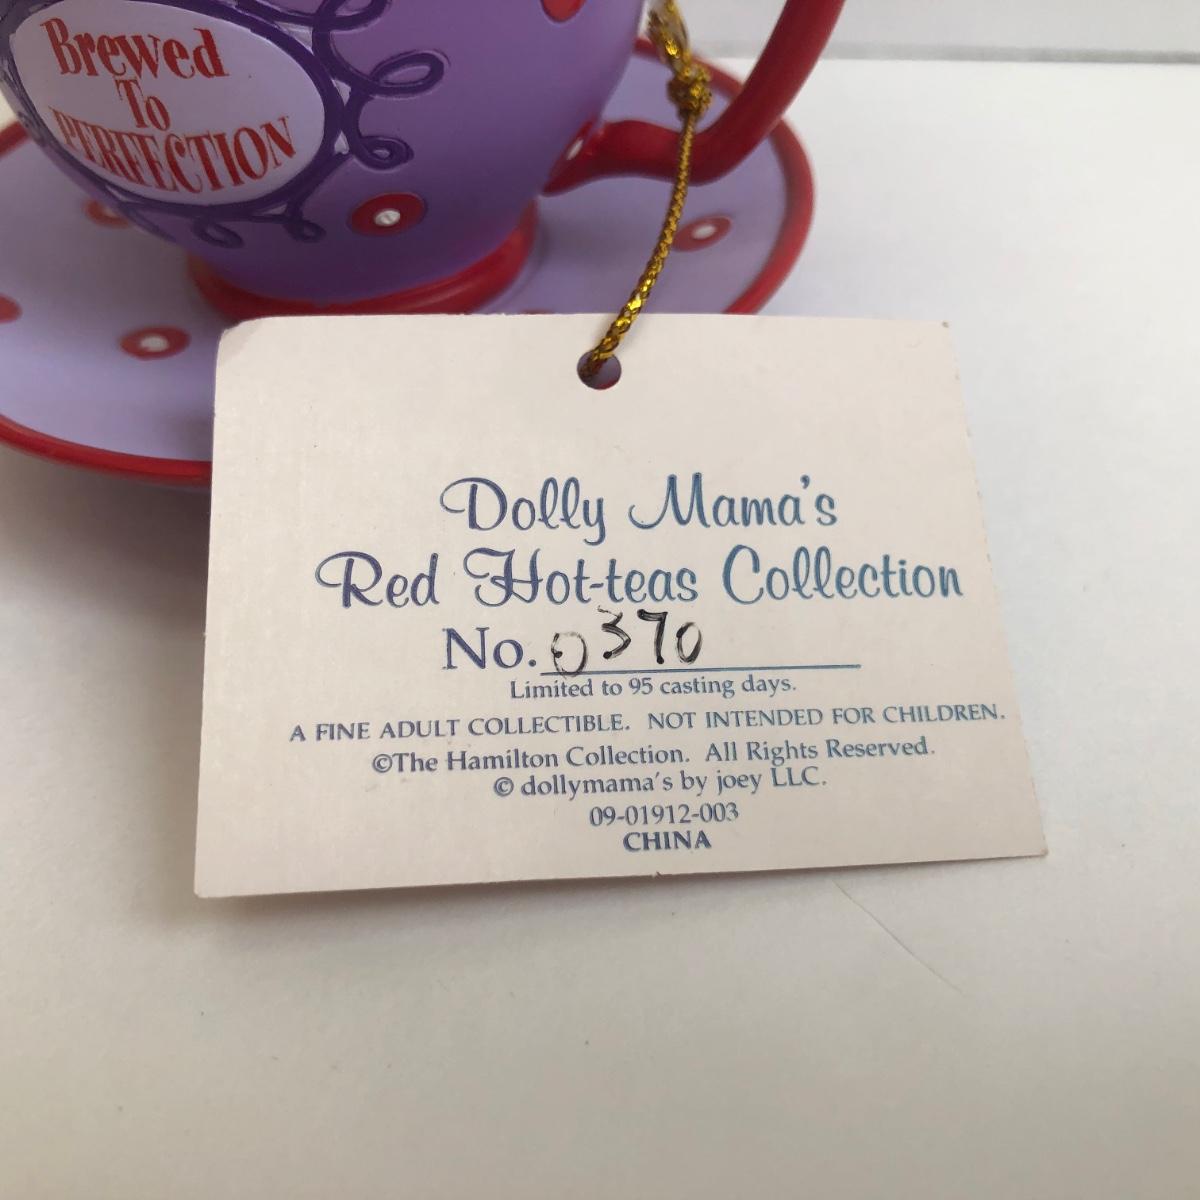 Brewed
To
PERFECTION
Dolly Mama's
Red Hot-teas Collection
No. 0370
Limited to 95 casting days.
A FINE ADULT COLLECTIBLE. NOT INTENDED FOR CHILDREN.
©The Hamilton Collection. All Rights Reserved.
© dollymama's by joey LLC.
09-01912-003
CHINA